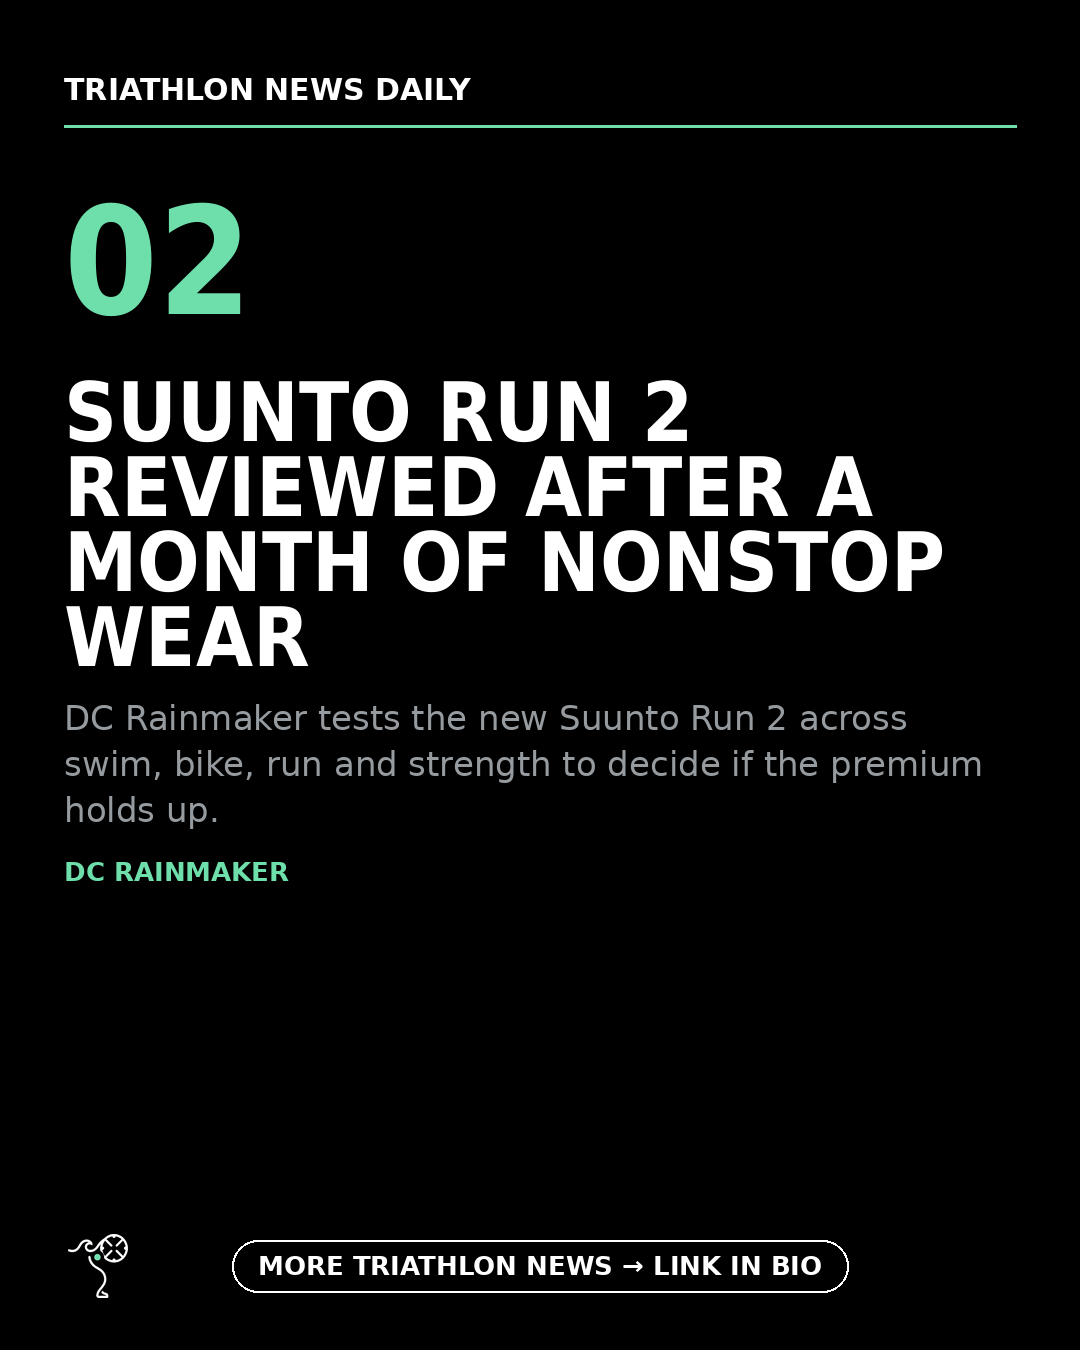 TRIATHLON NEWS DAILY
02
SUUNTO RUN 2
REVIEWED AFTER A
MONTH OF NONSTOP
WEAR
DC Rainmaker tests the new Suunto Run 2 across
swim, bike, run and strength to decide if the premium
holds up.
DC RAINMAKER
MORE TRIATHLON NEWS → LINK IN BIO